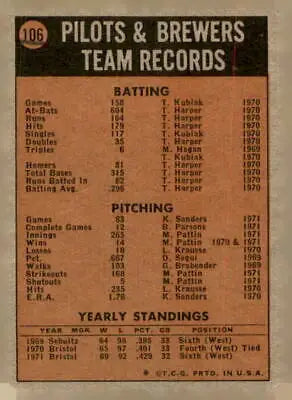 106
PILOTS & BREWERS
TEAM RECORDS
BATTING
Games 158 T. Kubiak 1970
At-Bats 604 T. Harper 1970
Runs 104 T. Harper 1970
Hits 179 T. Harper 1970
Singles 117 T. Kubiak 1970
Doubles 35 T. Harper 1970
Triples 6 M. Hegan 1969
T. Kubiak 1970
Homers 31 T. Harper 1970
Total Bases 315 T. Harper 1970
Runs Batted In 82 T. Harper 1970
Batting Avg. .296 T. Harper 1970
PITCHING
Games 83 K. Sanders 1971
Complete Games 12 B. Parsons 1971
Innings 263 M. Pattin 1971
Wins 14 M. Pattin 1970 & 1971
Losses 18 L. Krausse 1970
Pct. .667 D. Segui 1969
Walks 103 G. Brabender 1969
Strikeouts 168 M. Pattin 1971
Shutouts 5 M. Pattin 1971
Hits 235 L. Krausse 1970
E.R.A. 1.76 K. Sanders 1971
YEARLY STANDINGS
YEAR MGR. W L PCT. GB POSITION
1969 Schultz 64 98 .395 33 Sixth (West)
1970 Bristol 65 97 .401 33 Fourth (West) Tied
1971 Bristol 69 92 .429 32 Sixth (West)
* © T.C.G. PRTD. IN U.S.A.